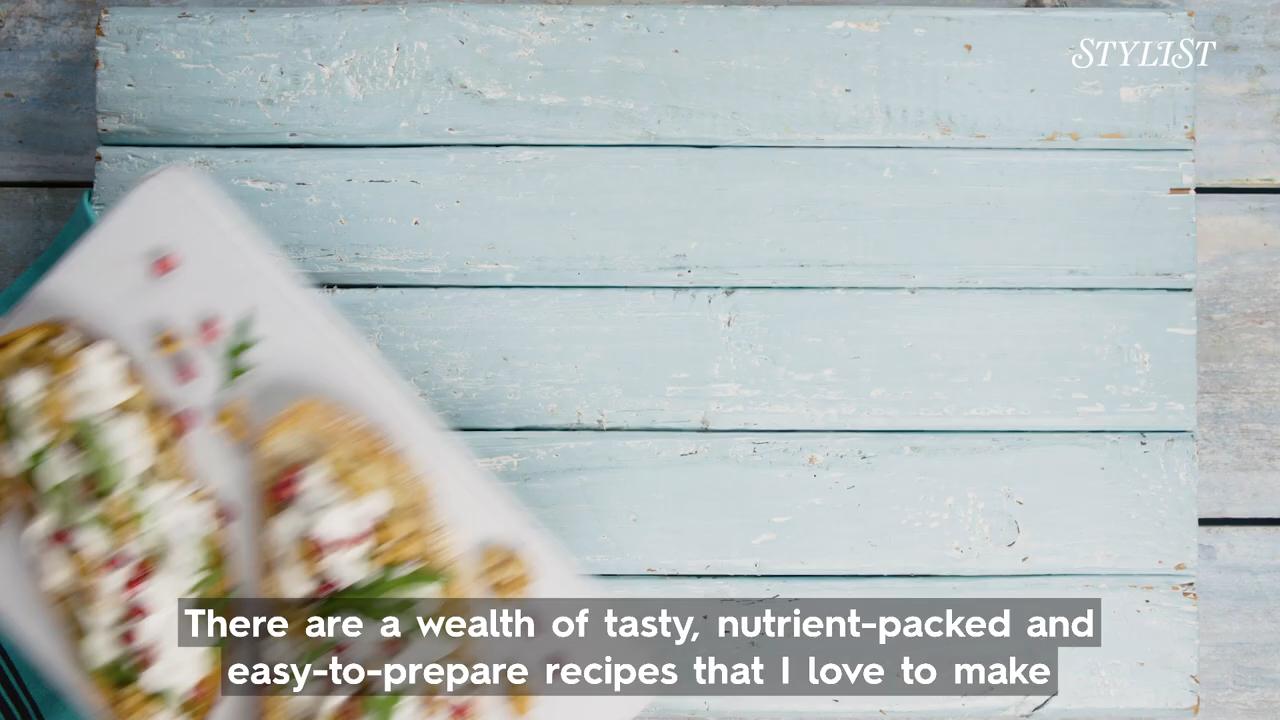 STYLIST
There are a wealth of tasty, nutrient-packed and
easy-to-prepare recipes that I love to make